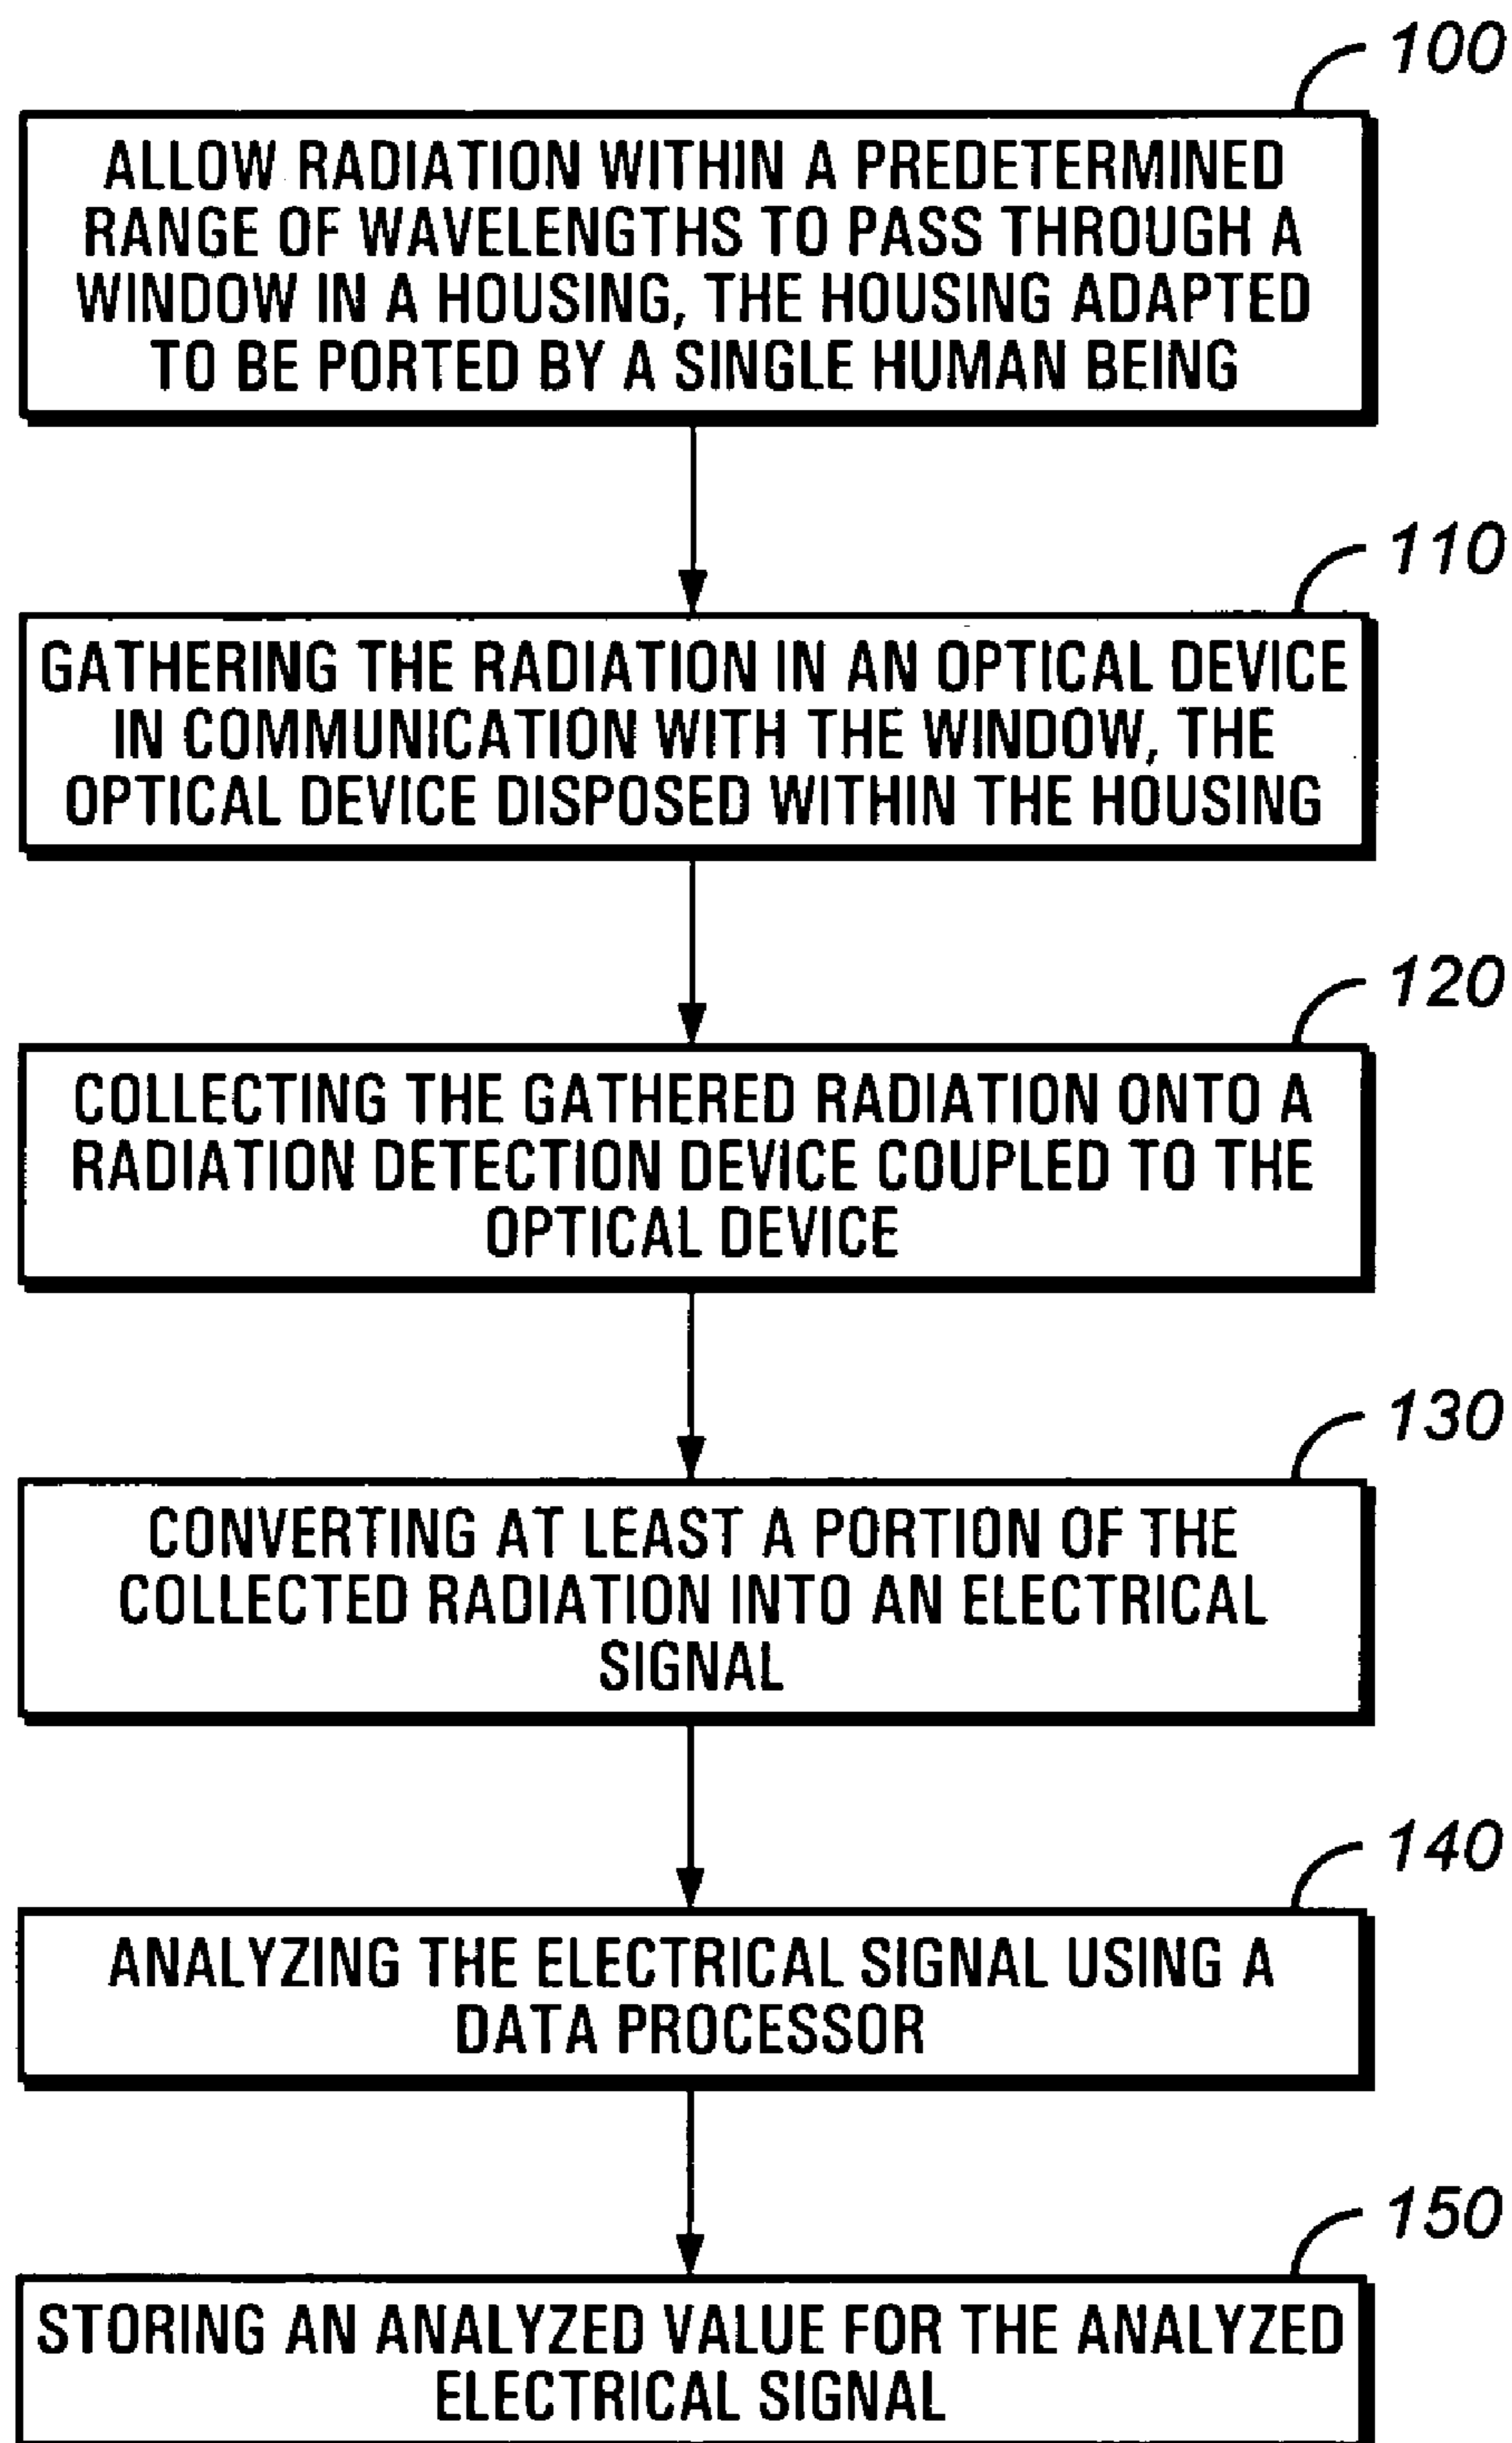 100
ALLOW RADIATION WITHIN A PREDETERMINED
RANGE OF WAVELENGTHS TO PASS THROUGH A
WINDOW IN A HOUSING, THE HOUSING ADAPTED
TO BE PORTED BY A SINGLE HUMAN BEING
110
GATHERING THE RADIATION IN AN OPTICAL DEVICE
IN COMMUNICATION WITH THE WINDOW, THE
OPTICAL DEVICE DISPOSED WITHIN THE HOUSING
120
COLLECTING THE GATHERED RADIATION ONTO A
RADIATION DETECTION DEVICE COUPLED TO THE
OPTICAL DEVICE
130
CONVERTING AT LEAST A PORTION OF THE
COLLECTED RADIATION INTO AN ELECTRICAL
SIGNAL
140
ANALYZING THE ELECTRICAL SIGNAL USING A
DATA PROCESSOR
150
STORING AN ANALYZED VALUE FOR THE ANALYZED
ELECTRICAL SIGNAL